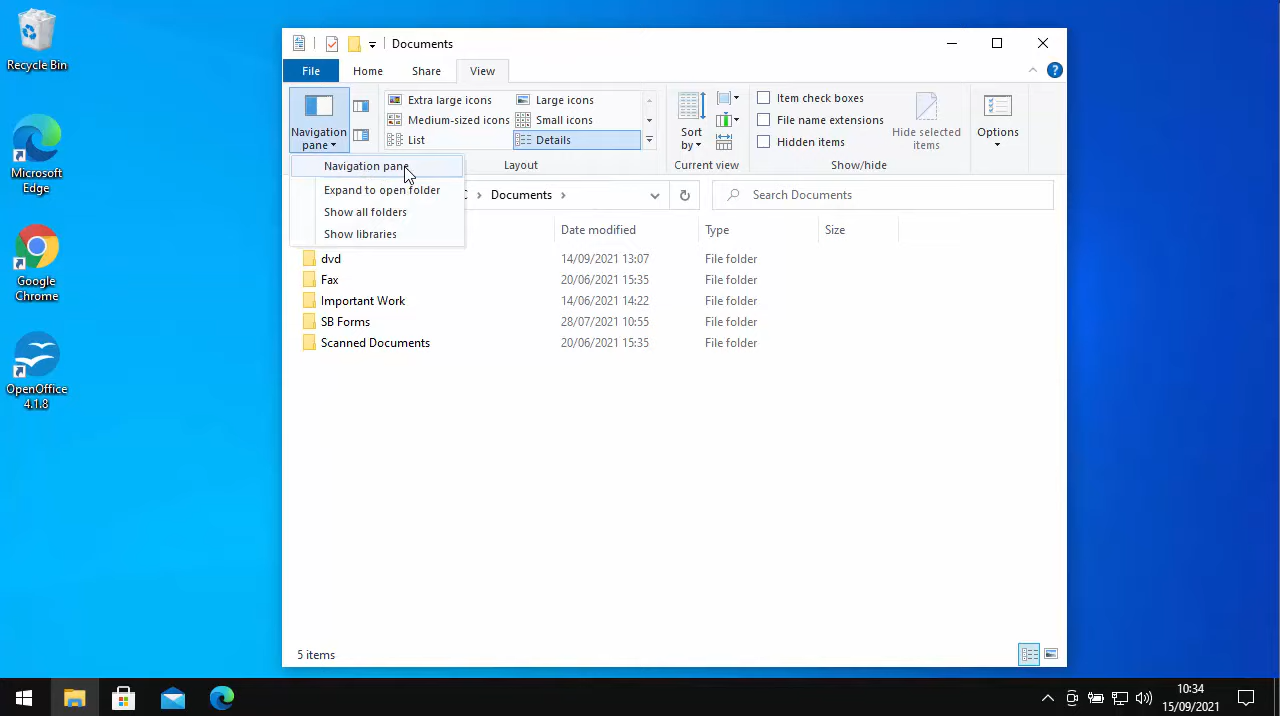 Recycle Bin
Microsoft
Edge
Google
Chrome
OpenOffice
4.1.8
Documents
File
Home
Share
View
Navigation
pane
Extra large icons
Large icons
Medium-sized icons
Small icons
List
Details
Layout
Sort
by
Current view
Item check boxes
File name extensions
Hidden items
Hide selected
items
Show/hide
Options
Navigation pane
Expand to open folder
Show all folders
Show libraries
Documents
Search Documents
Date modified
Type
Size
dvd 14/09/2021 13:07 File folder
Fax 20/06/2021 15:35 File folder
Important Work 14/06/2021 14:22 File folder
SB Forms 28/07/2021 10:55 File folder
Scanned Documents 20/06/2021 15:35 File folder
5 items
10:34
15/09/2021